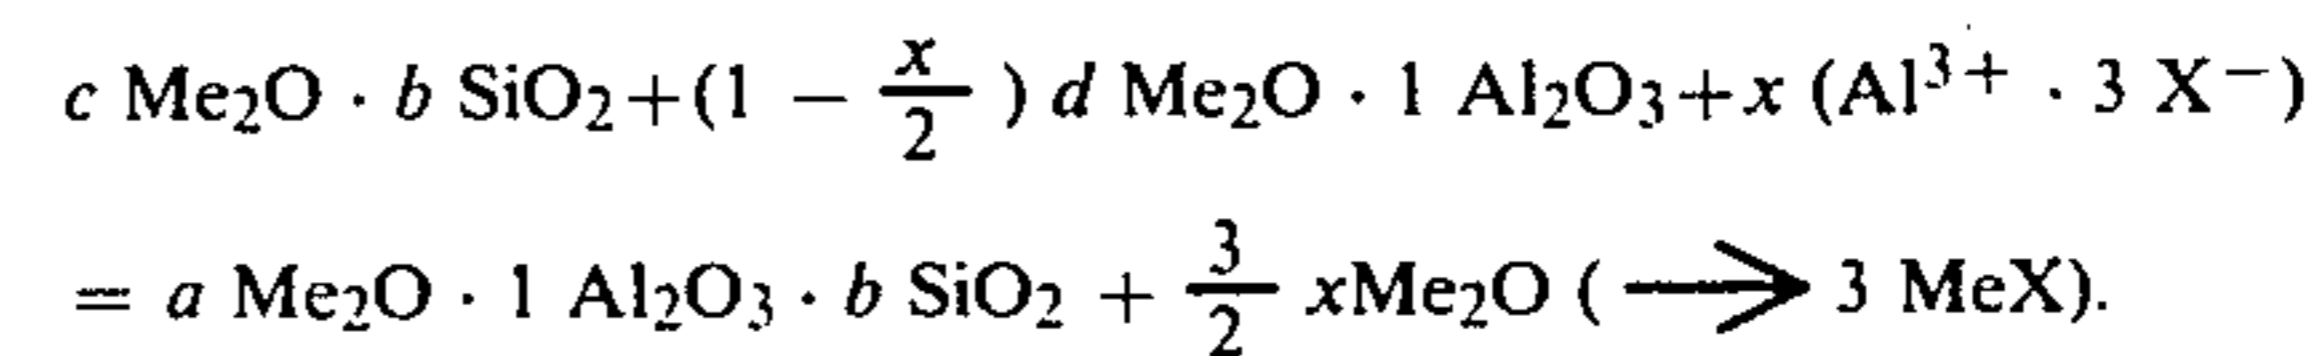 c Me₂O · b SiO₂+(1 − x/2 ) d Me₂O · 1 Al₂O₃+x (Al³⁺ · 3 X⁻)
= a Me₂O · 1 Al₂O₃ · b SiO₂ + 3/2 xMe₂O ( ⟶ 3 MeX).